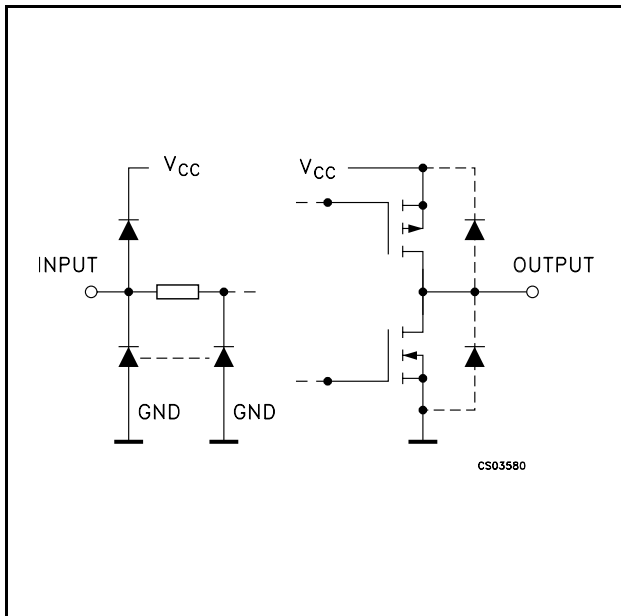 VCC
VCC
INPUT
OUTPUT
GND
GND
CS03580